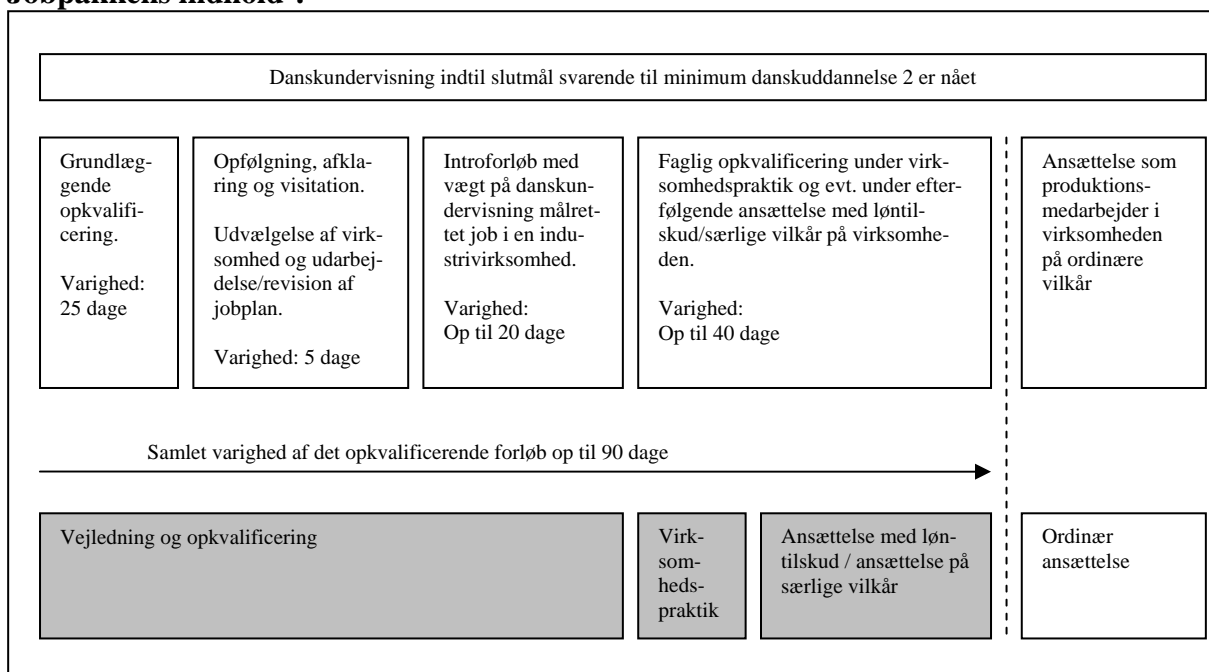 Danskundervisning indtil slutmål svarende til minimum danskuddannelse 2 er nået
Grundlæg-
gende
opkvalifi-
cering.
Varighed:
25 dage
Opfølgning, afkla-
ring og visitation.
Udvælgelse af virk-
somhed og udarbej-
delse/revision af
jobplan.
Varighed: 5 dage
Introforløb med
vægt på danskun-
dervisning målret-
tet job i en indu-
strivirksomhed.
Varighed:
Op til 20 dage
Faglig opkvalificering under virk-
somhedspraktik og evt. under efter-
følgende ansættelse med løntil-
skud/særlige vilkår på virksomhe-
den.
Varighed:
Op til 40 dage
Ansættelse som
produktions-
medarbejder i
virksomheden
på ordinære
vilkår
Samlet varighed af det opkvalificerende forløb op til 90 dage
Vejledning og opkvalificering
Virk-
som-
heds-
praktik
Ansættelse med løn-
tilskud / ansættelse på
særlige vilkår
Ordinær
ansættelse